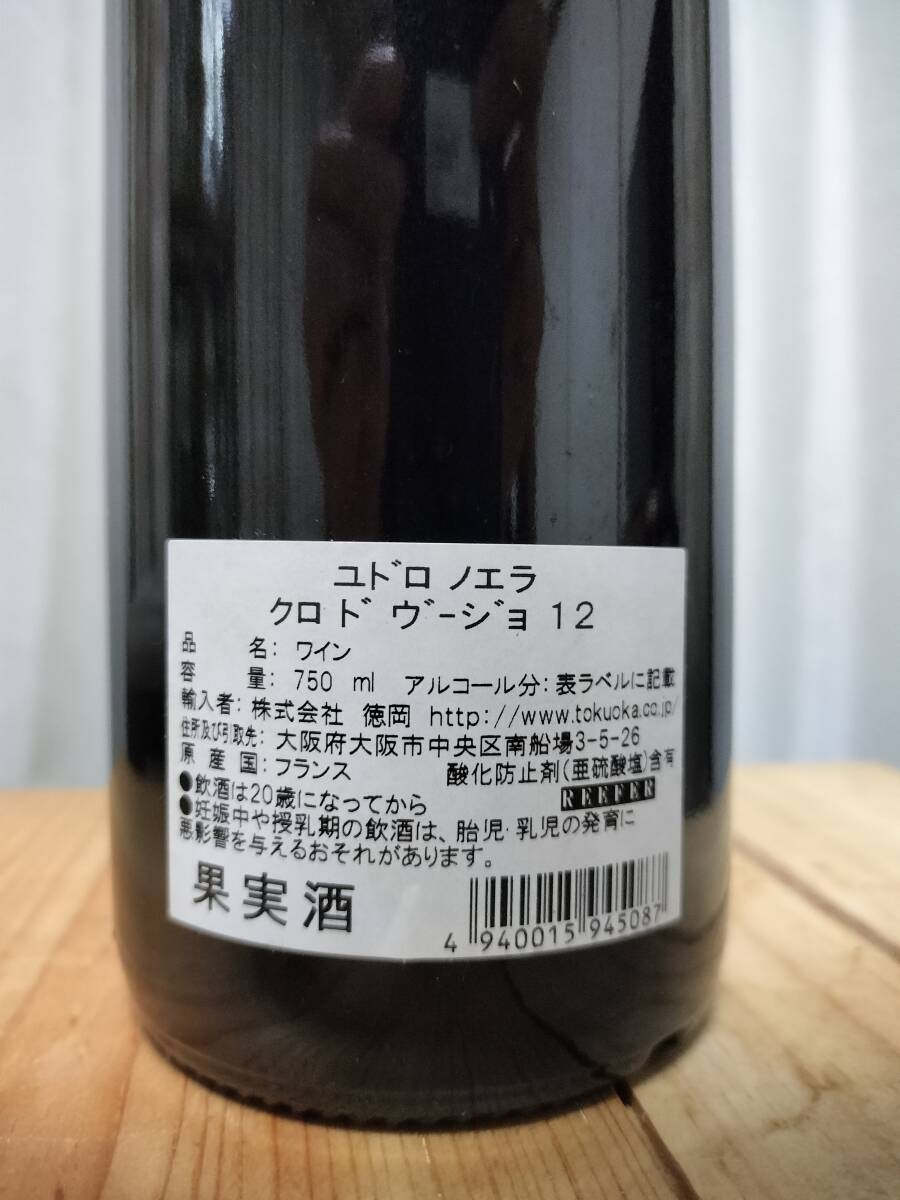 ユドロ ノエラ
クロ ド ヴ-ジョ 12
品 名: ワイン
容 量: 750 ml アルコール分: 表ラベルに記載
輸入者: 株式会社 徳岡 http://www.tokuoka.co.jp/
住所及び引取先: 大阪府大阪市中央区南船場3-5-26
原 産 国: フランス 酸化防止剤(亜硫酸塩)含有
●飲酒は20歳になってから REEFER
●妊娠中や授乳期の飲酒は、胎児·乳児の発育に
悪影響を与えるおそれがあります。
果実酒
4 940015 945087